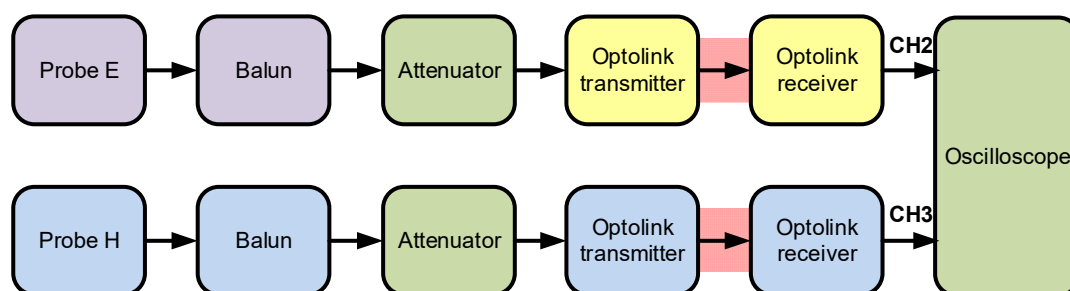 Probe E
Balun
Attenuator
Optolink
transmitter
Optolink
receiver
CH2
Oscilloscope
Probe H
Balun
Attenuator
Optolink
transmitter
Optolink
receiver
CH3